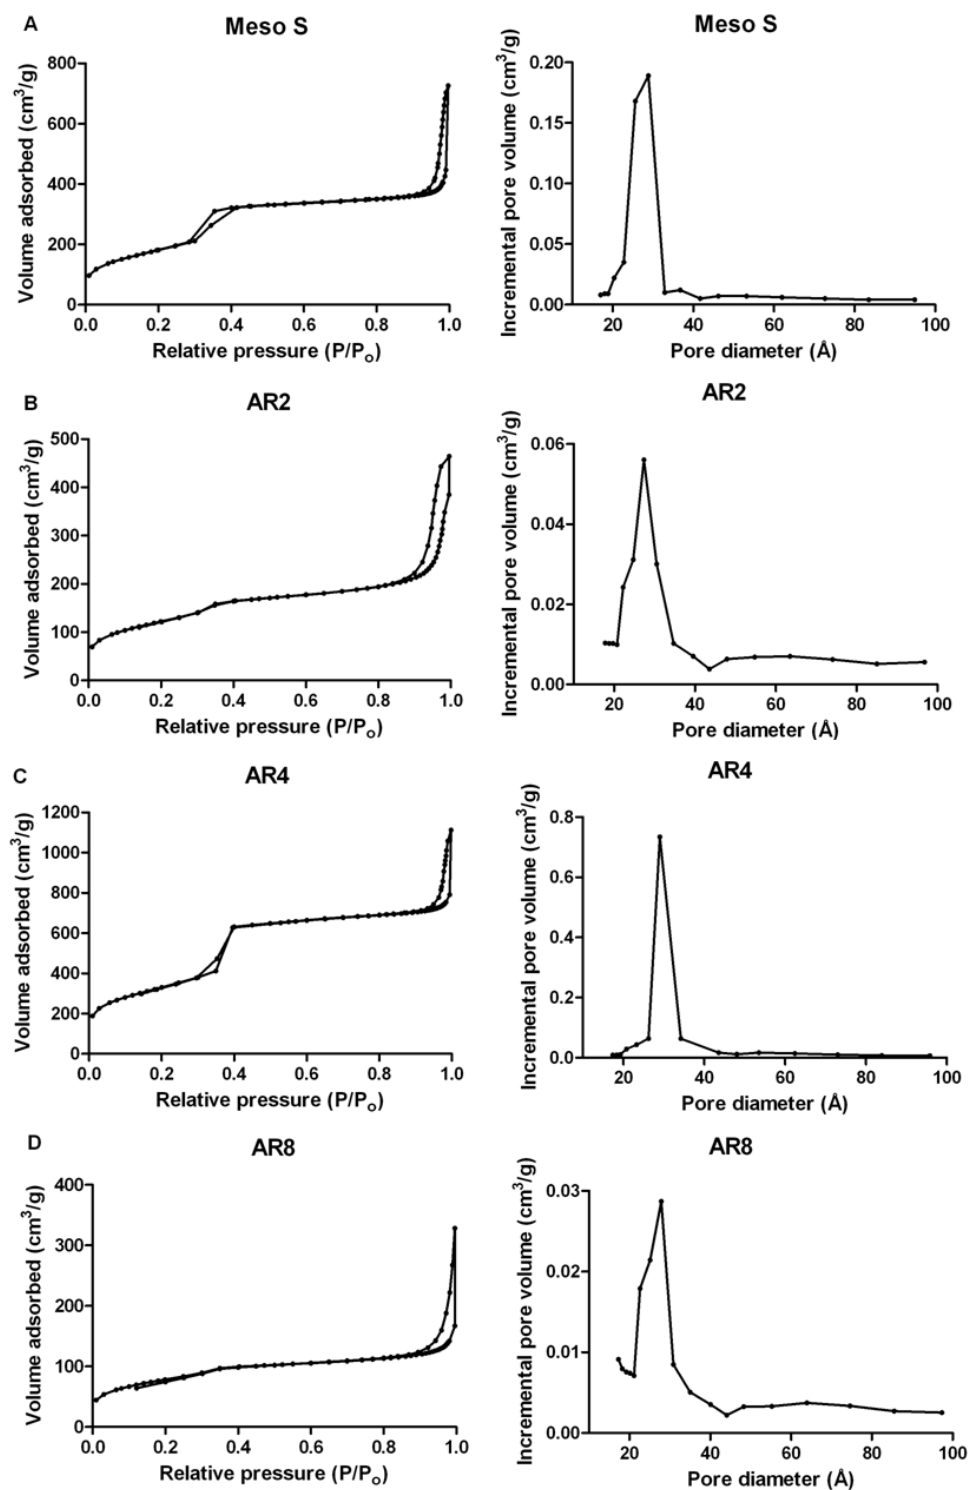 A
Meso S
Volume adsorbed (cm³/g)
800
600
400
200
0
0.0 0.2 0.4 0.6 0.8 1.0
Relative pressure (P/Pₒ)
Meso S
Incremental pore volume (cm³/g)
0.20
0.15
0.10
0.05
0.00
20 40 60 80 100
Pore diameter (Å)
B
AR2
Volume adsorbed (cm³/g)
500
400
300
200
100
0
0.0 0.2 0.4 0.6 0.8 1.0
Relative pressure (P/Pₒ)
AR2
Incremental pore volume (cm³/g)
0.06
0.04
0.02
0.00
20 40 60 80 100
Pore diameter (Å)
C
AR4
Volume adsorbed (cm³/g)
1200
1000
800
600
400
200
0
0.0 0.2 0.4 0.6 0.8 1.0
Relative pressure (P/Pₒ)
AR4
Incremental pore volume (cm³/g)
0.8
0.6
0.4
0.2
0.0
20 40 60 80 100
Pore diameter (Å)
D
AR8
Volume adsorbed (cm³/g)
400
300
200
100
0
0.0 0.2 0.4 0.6 0.8 1.0
Relative pressure (P/Pₒ)
AR8
Incremental pore volume (cm³/g)
0.03
0.02
0.01
0.00
20 40 60 80 100
Pore diameter (Å)